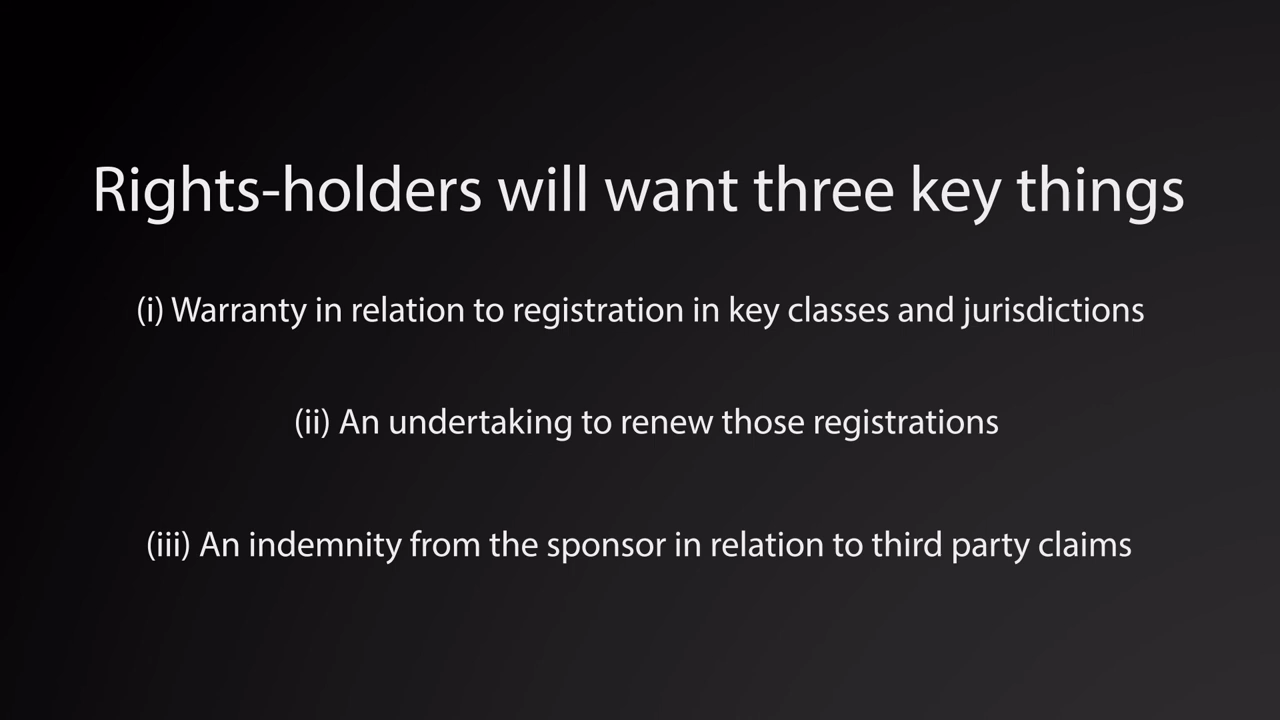 Rights-holders will want three key things
(i) Warranty in relation to registration in key classes and jurisdictions
(ii) An undertaking to renew those registrations
(iii) An indemnity from the sponsor in relation to third party claims